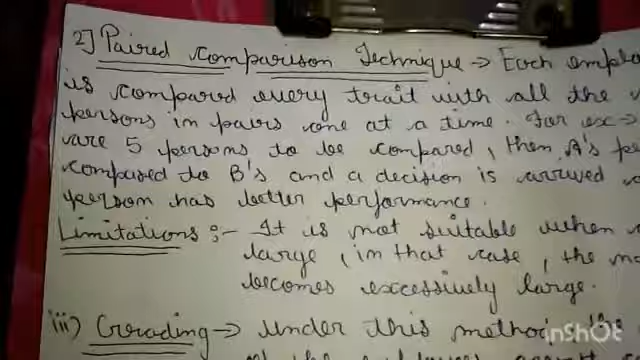 2] Paired Comparison Technique → Each
is compared every trait with all the
persons in pairs one at a time. For ex →
are 5 persons to be compared, then A's
compared to B's and a decision is arrived
person has better performance.
Limitations :- It is not suitable when
large, in that case, the
becomes excessively large.
iii) Grading → Under this method
InShOt